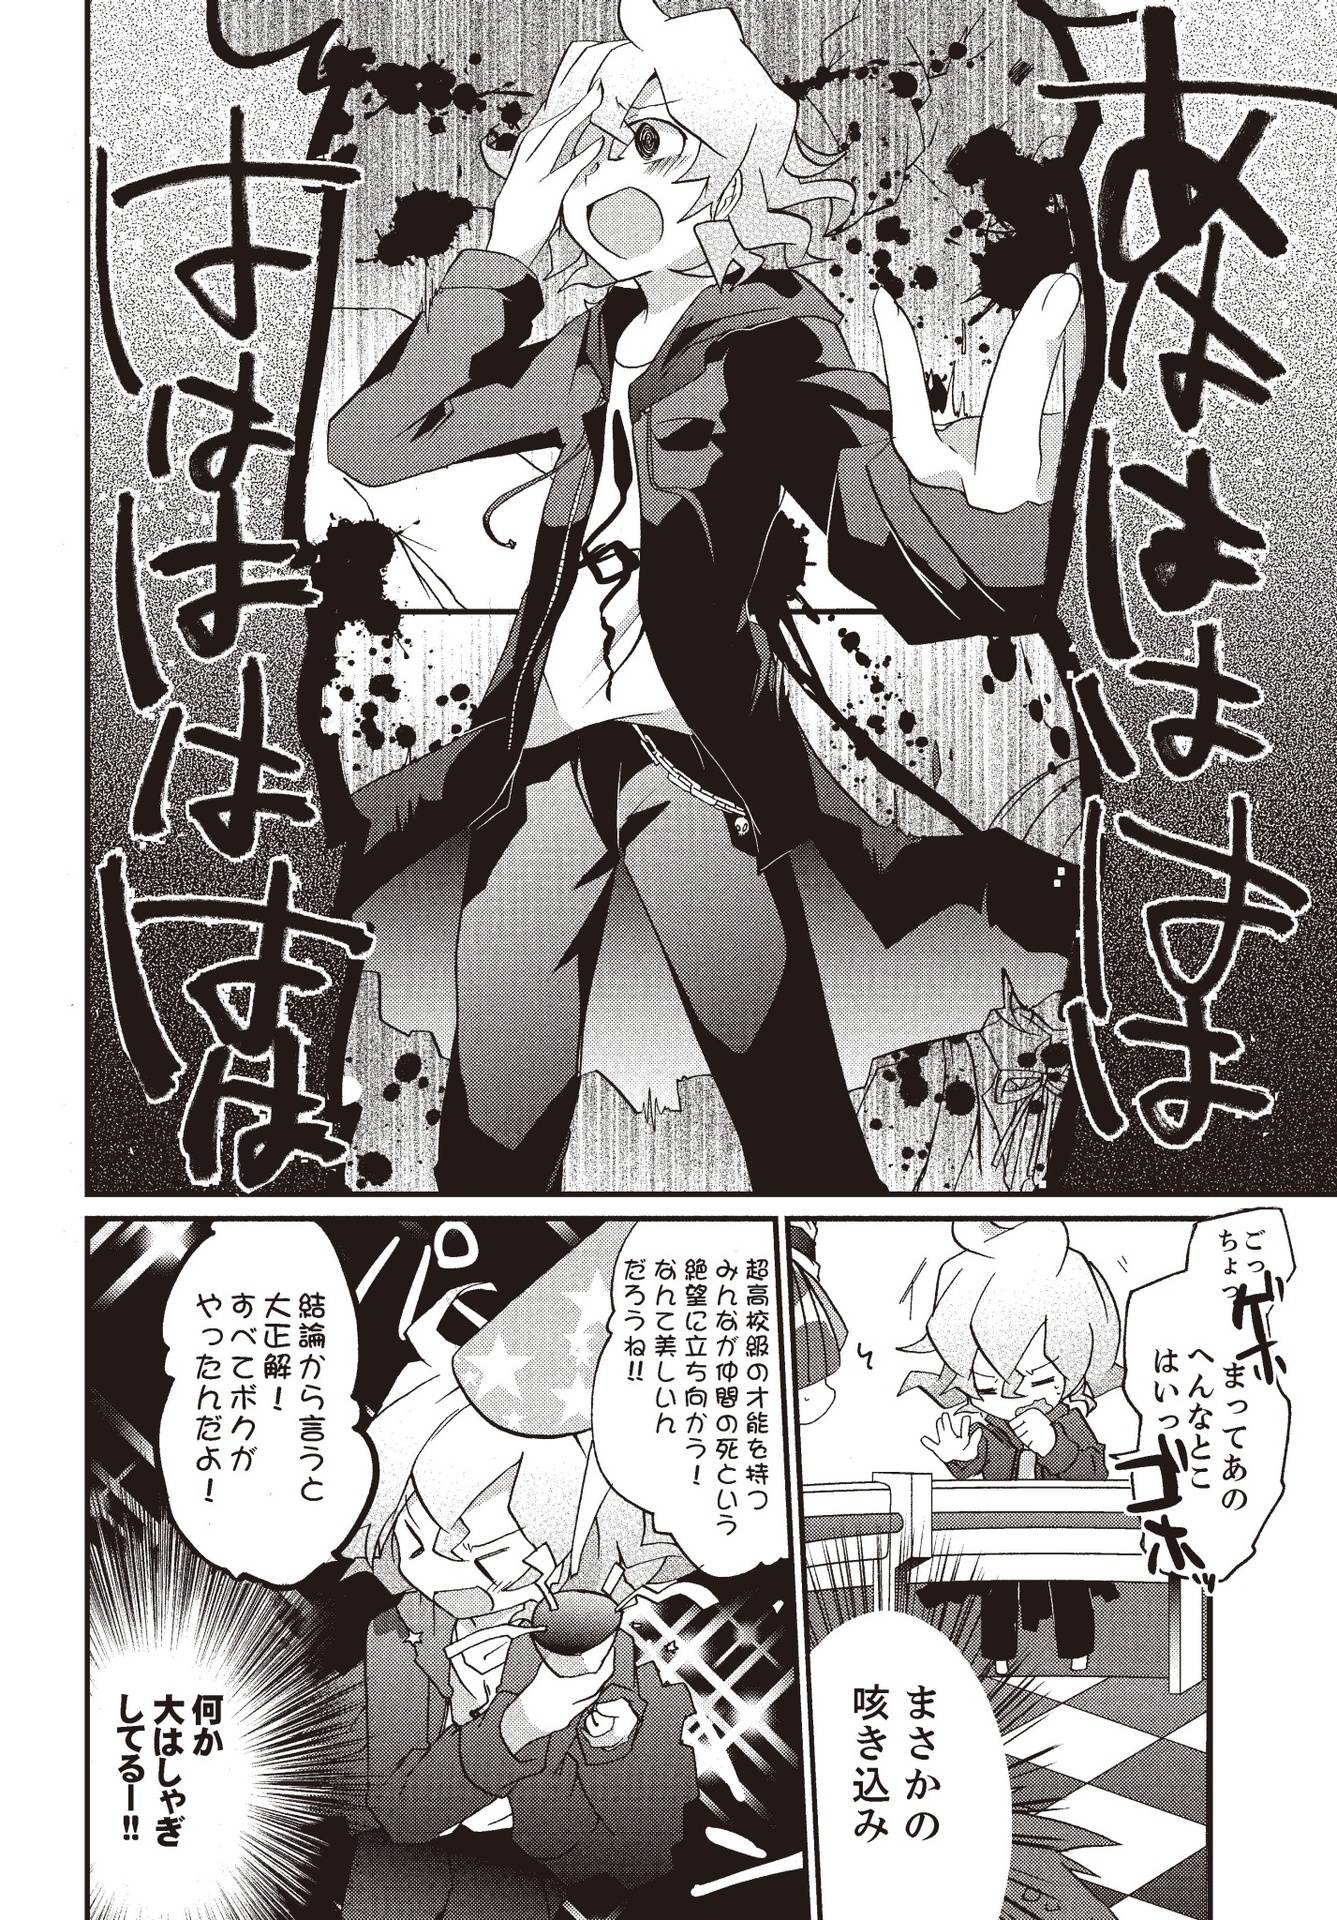 あはははははは
はははははは
ごっ
ちょっ
ゲホ
まってあの
へんなとこ
はいっ
ゴホッ
まさかの
咳き込み
超高校級の才能を持つ
みんなが仲間の死という
絶望に立ち向かう！
なんて美しいん
だろうね!!
パーン
結論から言うと
大正解！
すべてボクが
やったんだよ！
何か
大はしゃぎ
してるー!!